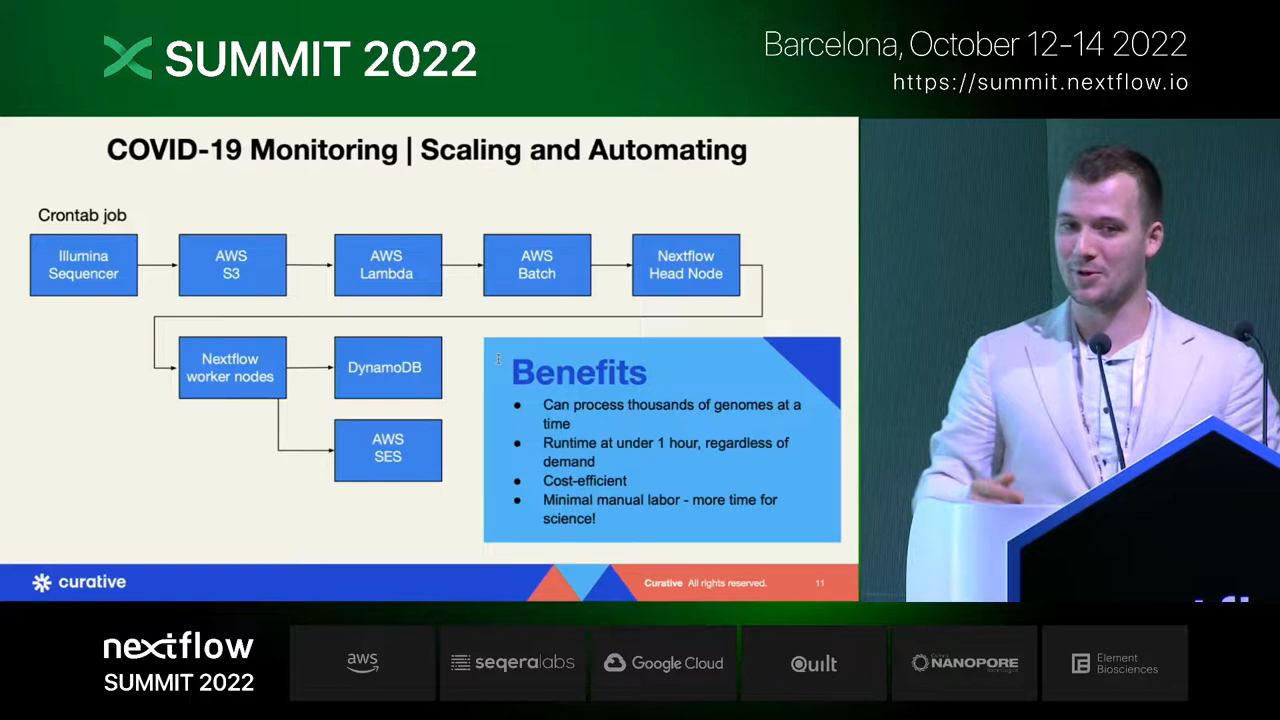 SUMMIT 2022
Barcelona, October 12-14 2022
https://summit.nextflow.io
COVID-19 Monitoring | Scaling and Automating
Crontab job
Illumina
Sequencer
AWS
S3
AWS
Lambda
AWS
Batch
Nextflow
Head Node
Nextflow
worker nodes
DynamoDB
AWS
SES
Benefits
● Can process thousands of genomes at a
time
● Runtime at under 1 hour, regardless of
demand
● Cost-efficient
● Minimal manual labor - more time for
science!
curative
Curative All rights reserved.
11
nextflow
SUMMIT 2022
aws
seqeralabs
Google Cloud
Quilt
NANOPORE
Element
Biosciences